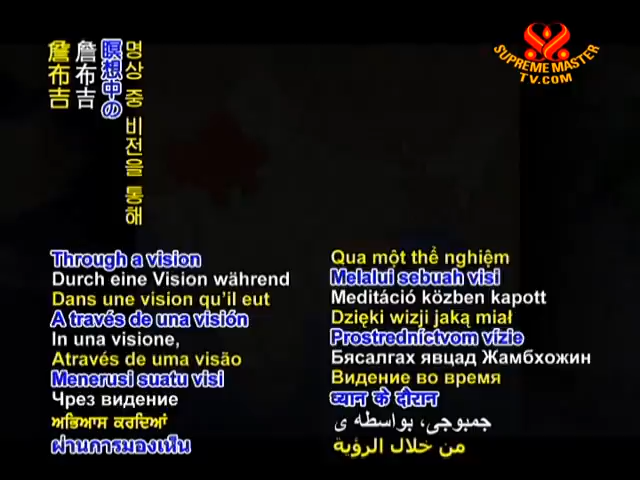 SUPREME MASTER
TV.COM
詹布吉
詹布吉
瞑想中の
명상 중 비전을 통해
Through a vision
Durch eine Vision während
Dans une vision qu'il eut
A través de una visión
In una visione,
Através de uma visão
Menerusi suatu visi
Чрез видение
ਅਭਿਆਸ ਕਰਦਿਆਂ
ผ่านการมองเห็น
Qua một thể nghiệm
Melalui sebuah visi
Meditáció közben kapott
Dzięki wizji jaką miał
Prostredníctvom vízie
Бясалгах явцад Жамбхожин
Видение во время
ध्यान के दौरान
جمبوجی، بواسطه ی
من خلال الرؤية